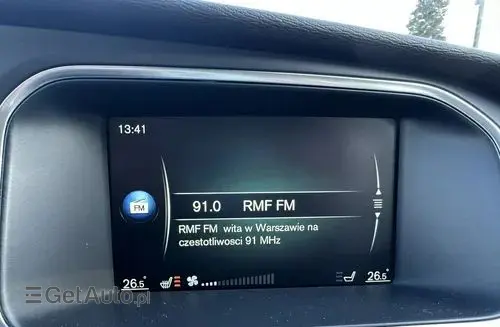 13:41
FM
91.0 RMF FM
RMF FM wita w Warszawie na
czestotliwosci 91 MHz
26.5° 26.5°
GetAuto.pl